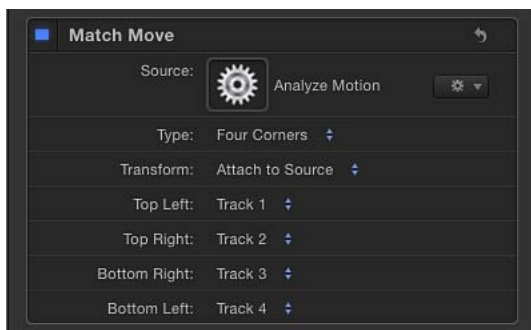 Match Move
Source: Analyze Motion
Type: Four Corners
Transform: Attach to Source
Top Left: Track 1
Top Right: Track 2
Bottom Right: Track 3
Bottom Left: Track 4